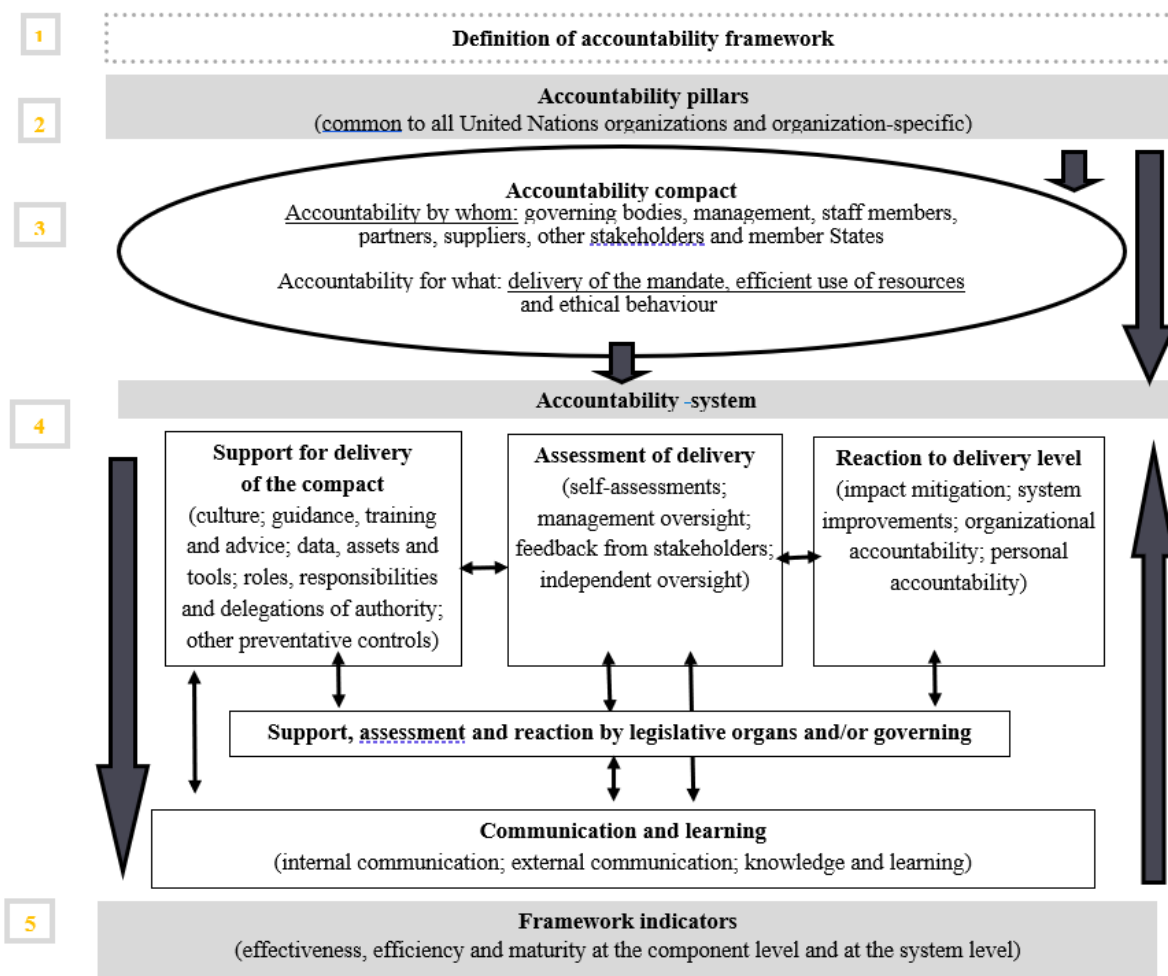 1
Definition of accountability framework
2
Accountability pillars
(common to all United Nations organizations and organization-specific)
3
Accountability compact
Accountability by whom: governing bodies, management, staff members,
partners, suppliers, other stakeholders and member States
Accountability for what: delivery of the mandate, efficient use of resources
and ethical behaviour
4
Accountability -system
Support for delivery
of the compact
(culture; guidance, training
and advice; data, assets and
tools; roles, responsibilities
and delegations of authority;
other preventative controls)
Assessment of delivery
(self-assessments;
management oversight;
feedback from stakeholders;
independent oversight)
Reaction to delivery level
(impact mitigation; system
improvements; organizational
accountability; personal
accountability)
Support, assessment and reaction by legislative organs and/or governing
Communication and learning
(internal communication; external communication; knowledge and learning)
5
Framework indicators
(effectiveness, efficiency and maturity at the component level and at the system level)